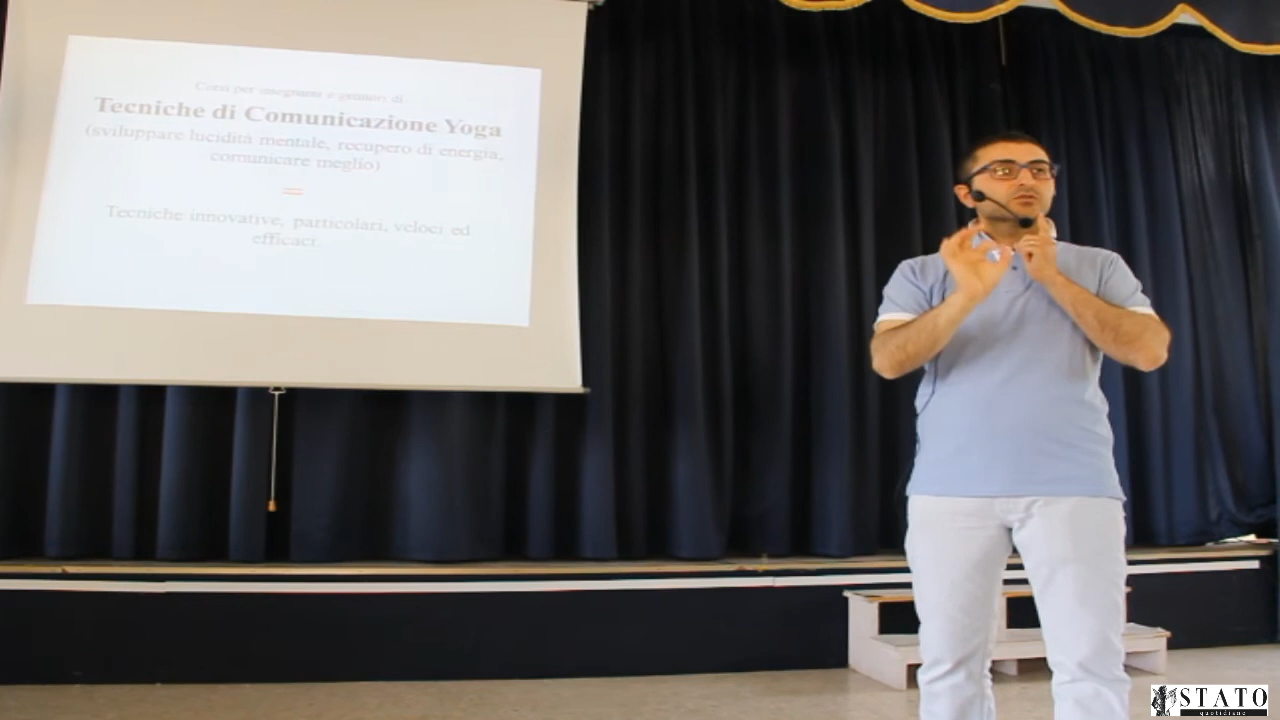 Corsi per insegnanti e genitori di
Tecniche di Comunicazione Yoga
(sviluppare lucidità mentale, recupero di energia,
comunicare meglio)
=
Tecniche innovative, particolari, veloci ed
efficaci.
STATO
quotidiano